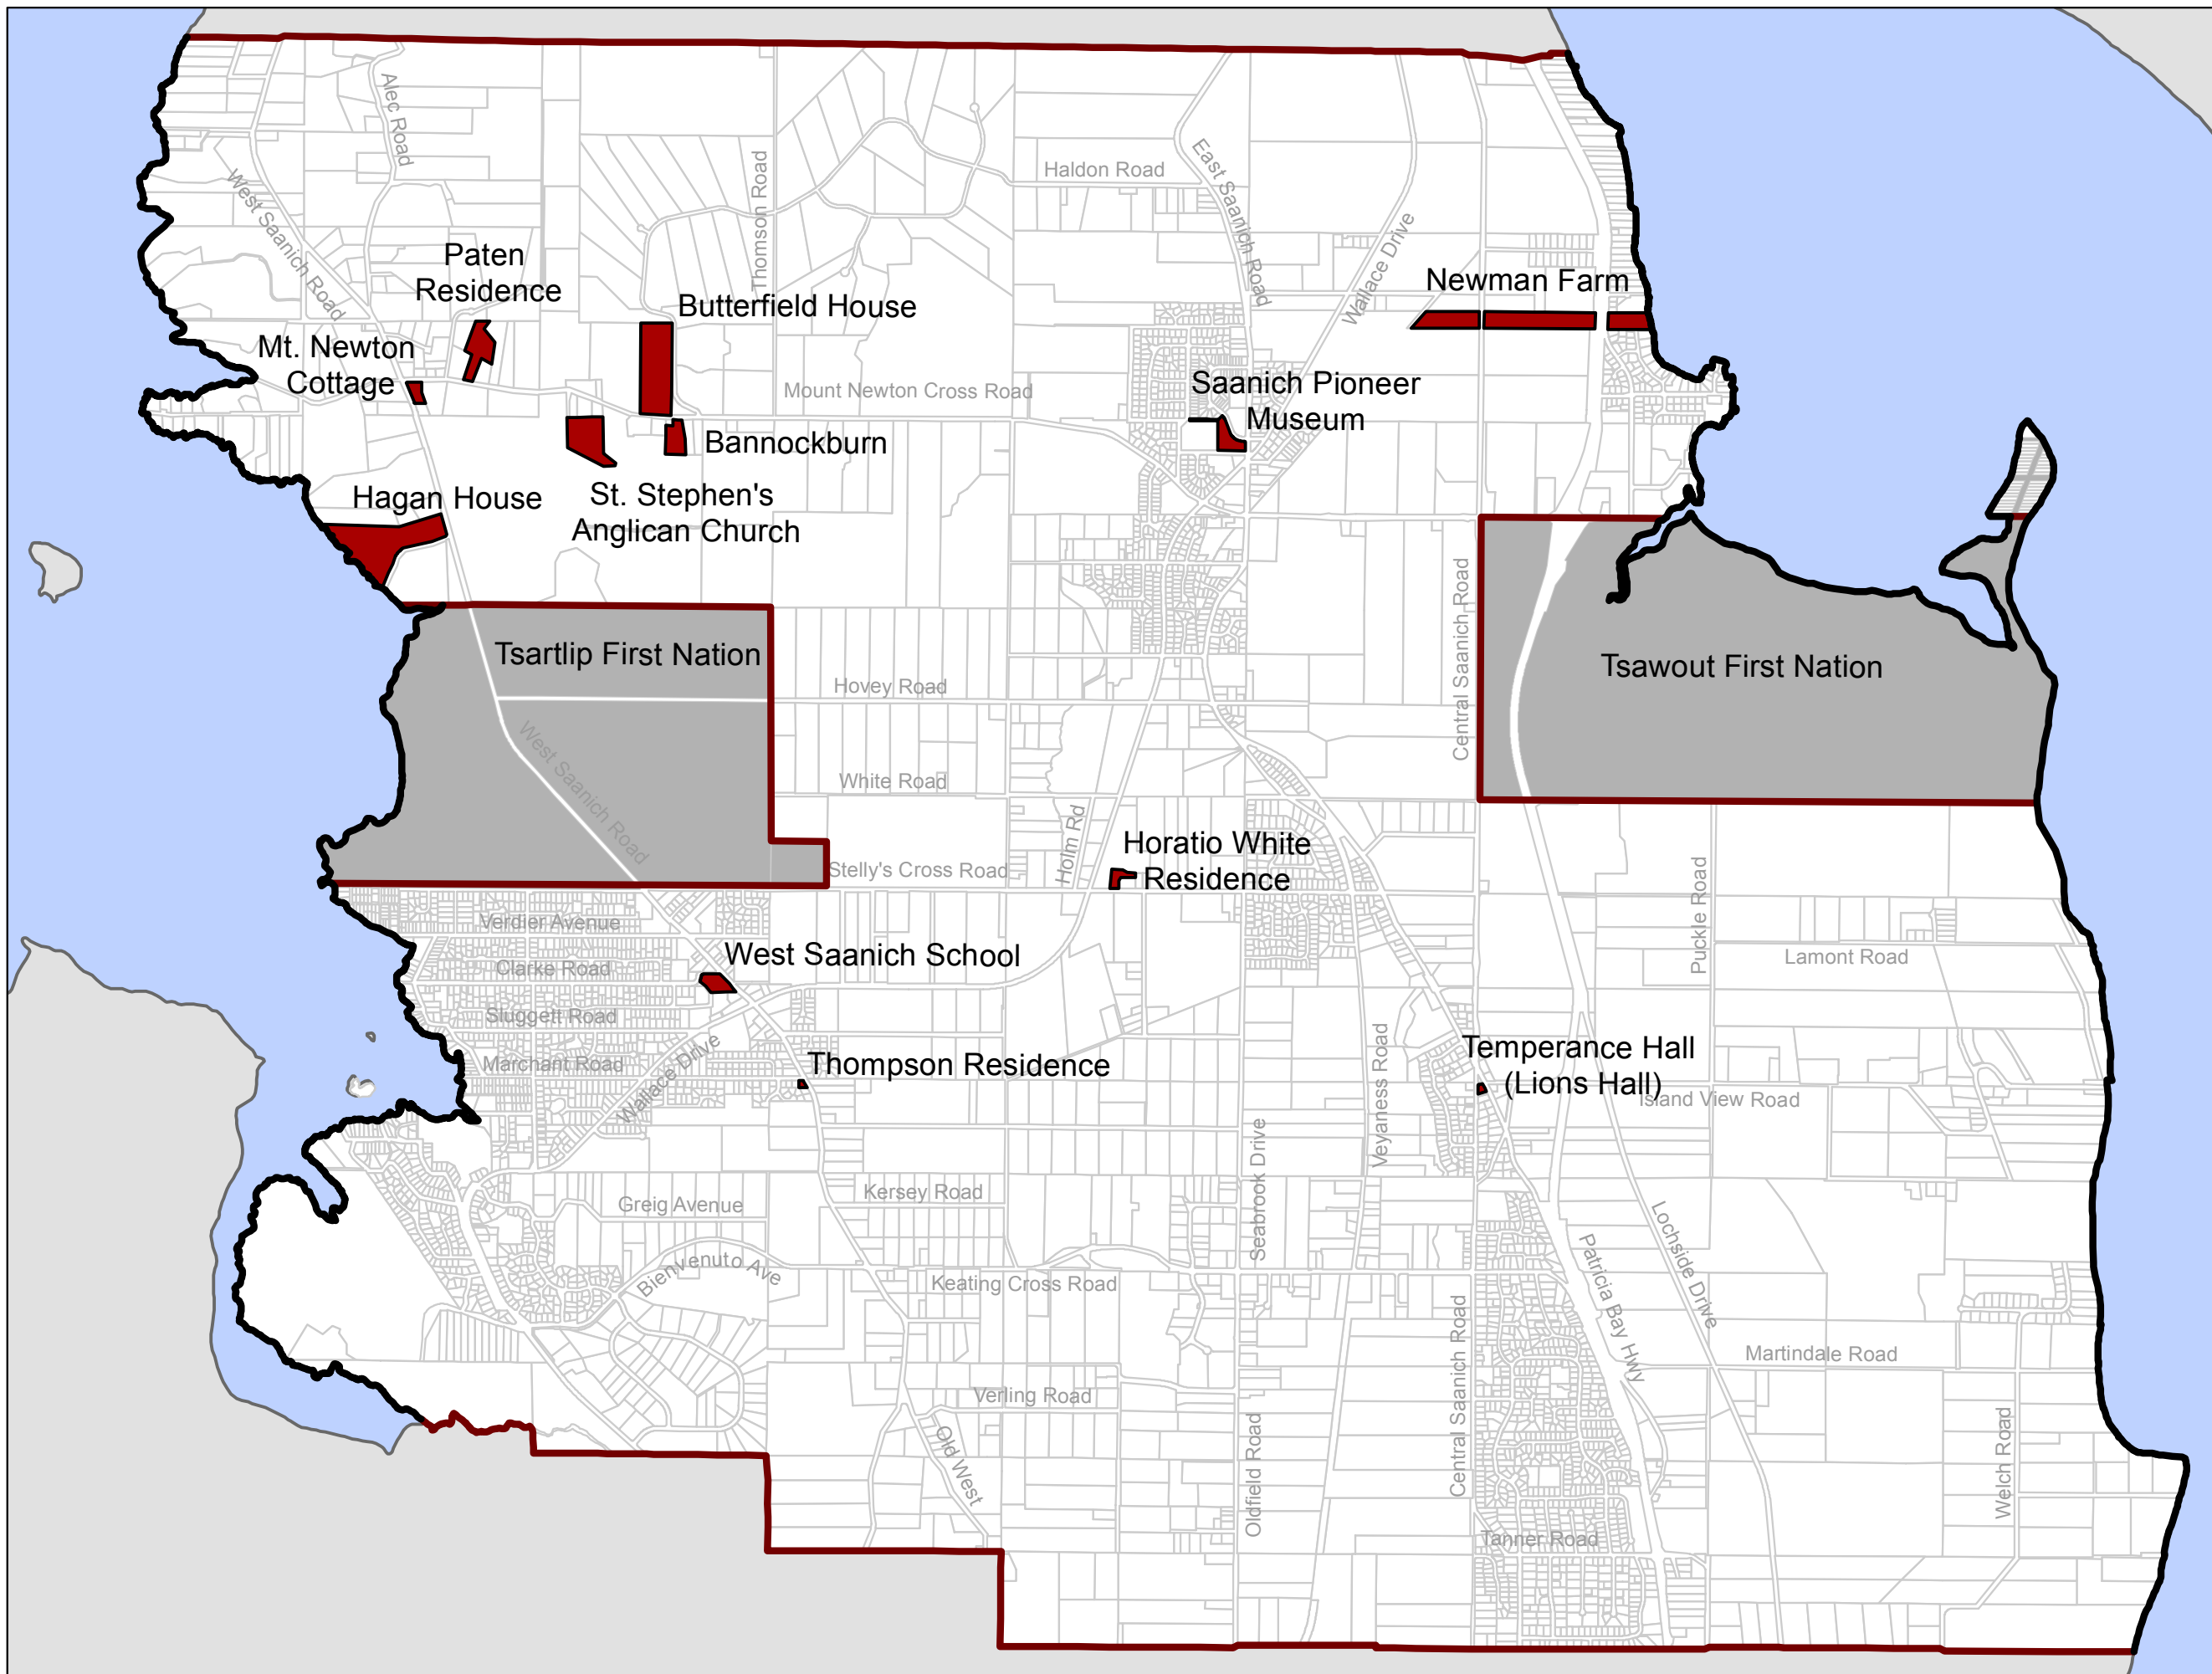 Alec Road
West Saanich Road
Thomson Road
Haldon Road
East Saanich Road
Wallace Drive
Paten
Residence
Butterfield House
Newman Farm
Mt. Newton
Cottage
Mount Newton Cross Road
Saanich Pioneer
Museum
Bannockburn
Hagan House
St. Stephen's
Anglican Church
Tsartlip First Nation
Tsawout First Nation
Central Saanich Road
Hovey Road
West Saanich Road
White Road
Holm Rd
Horatio White
Residence
Stelly's Cross Road
Verdier Avenue
Puckle Road
Lamont Road
West Saanich School
Clarke Road
Sluggett Road
Marchant Road
Wallace Drive
Thompson Residence
Veyaness Road
Temperance Hall
(Lions Hall)
Island View Road
Seabrook Drive
Kersey Road
Greig Avenue
Bienvenuto Ave
Keating Cross Road
Patricia Bay Hwy
Lochside Drive
Martindale Road
Central Saanich Road
Verling Road
Old West
Oldfield Road
Welch Road
Tanner Road